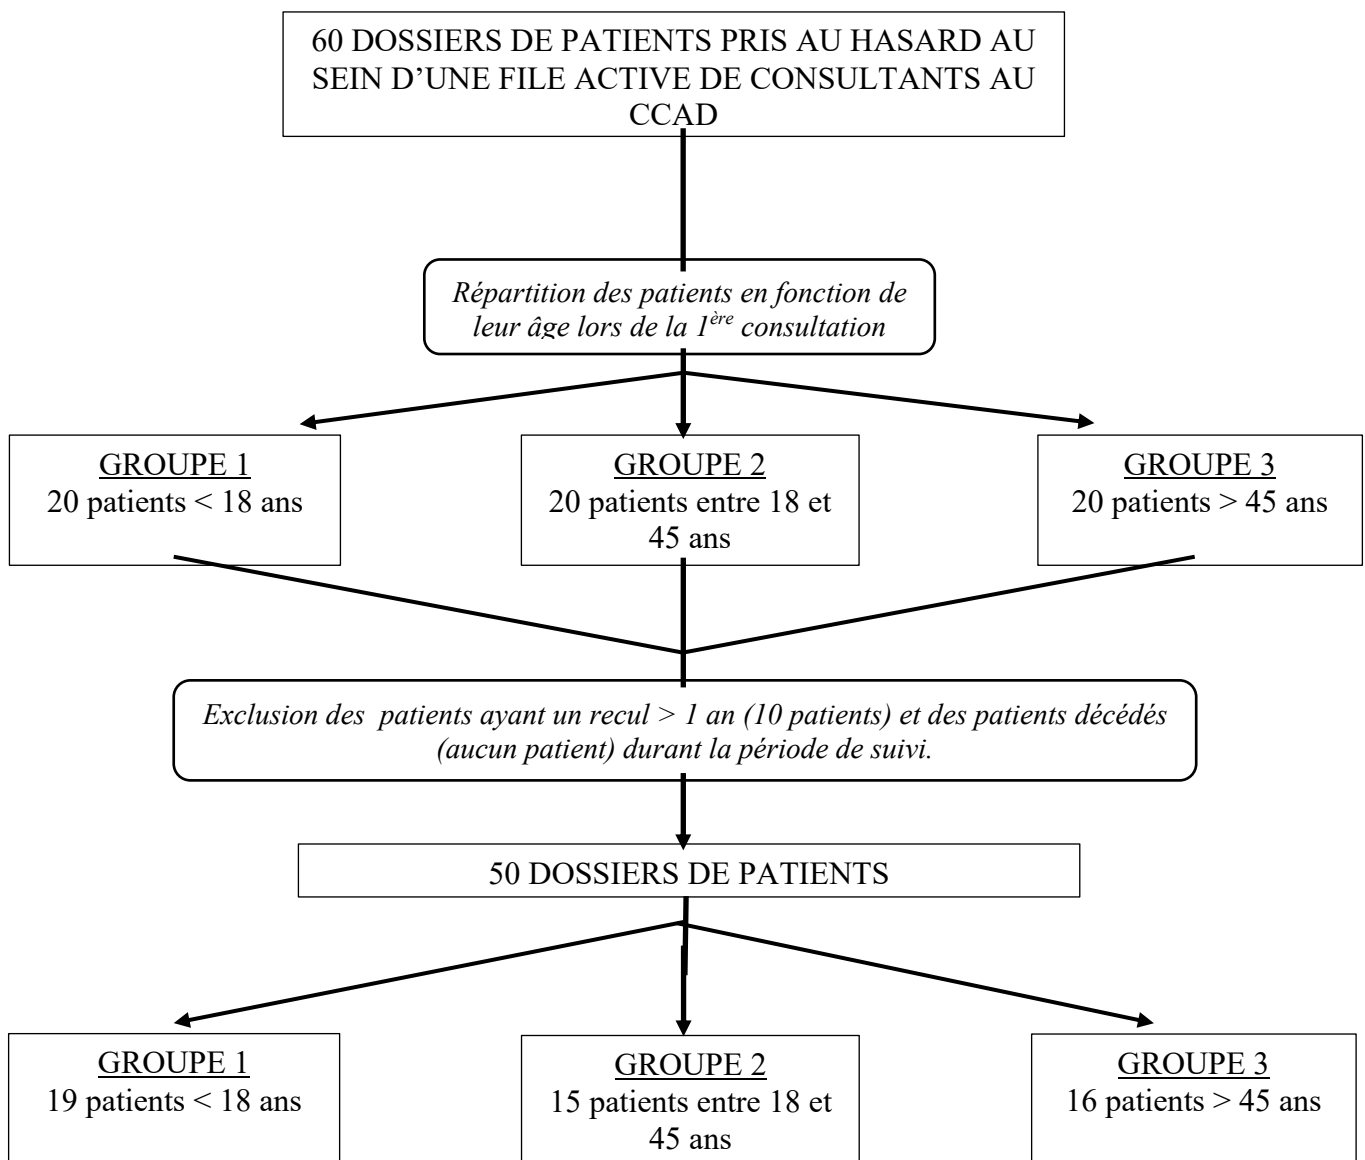 60 DOSSIERS DE PATIENTS PRIS AU HASARD AU
SEIN D’UNE FILE ACTIVE DE CONSULTANTS AU
CCAD
Répartition des patients en fonction de
leur âge lors de la 1ère consultation
GROUPE 1
20 patients < 18 ans
GROUPE 2
20 patients entre 18 et
45 ans
GROUPE 3
20 patients > 45 ans
Exclusion des patients ayant un recul > 1 an (10 patients) et des patients décédés
(aucun patient) durant la période de suivi.
50 DOSSIERS DE PATIENTS
GROUPE 1
19 patients < 18 ans
GROUPE 2
15 patients entre 18 et
45 ans
GROUPE 3
16 patients > 45 ans